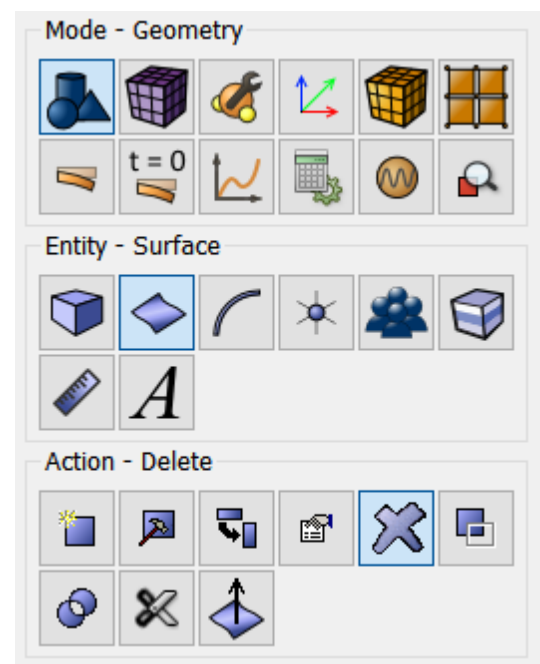 Mode - Geometry
t = 0
Entity - Surface
A
Action - Delete